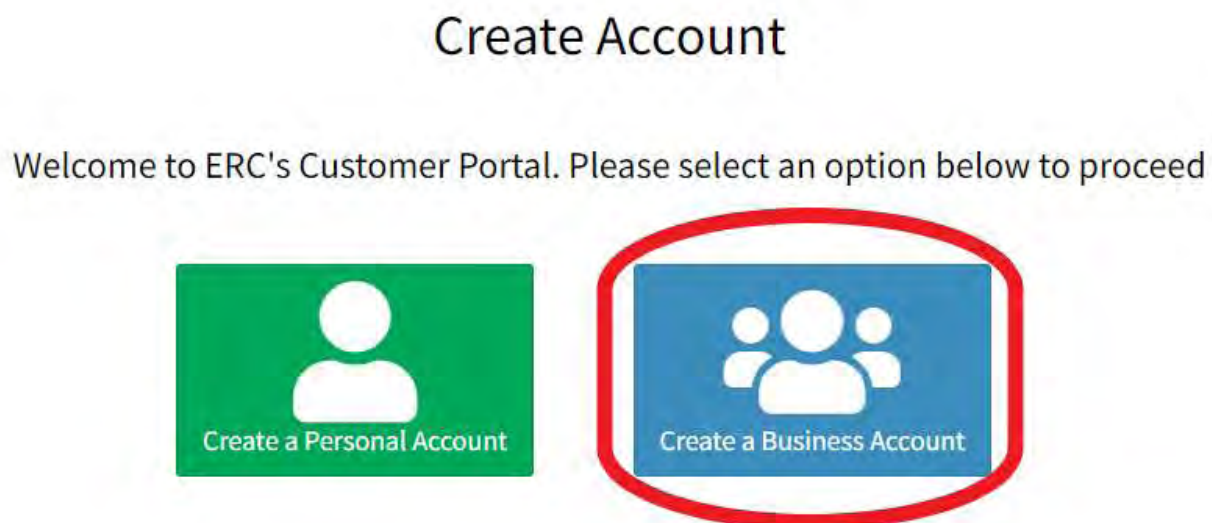 Create Account
Welcome to ERC's Customer Portal. Please select an option below to proceed
Create a Personal Account
Create a Business Account